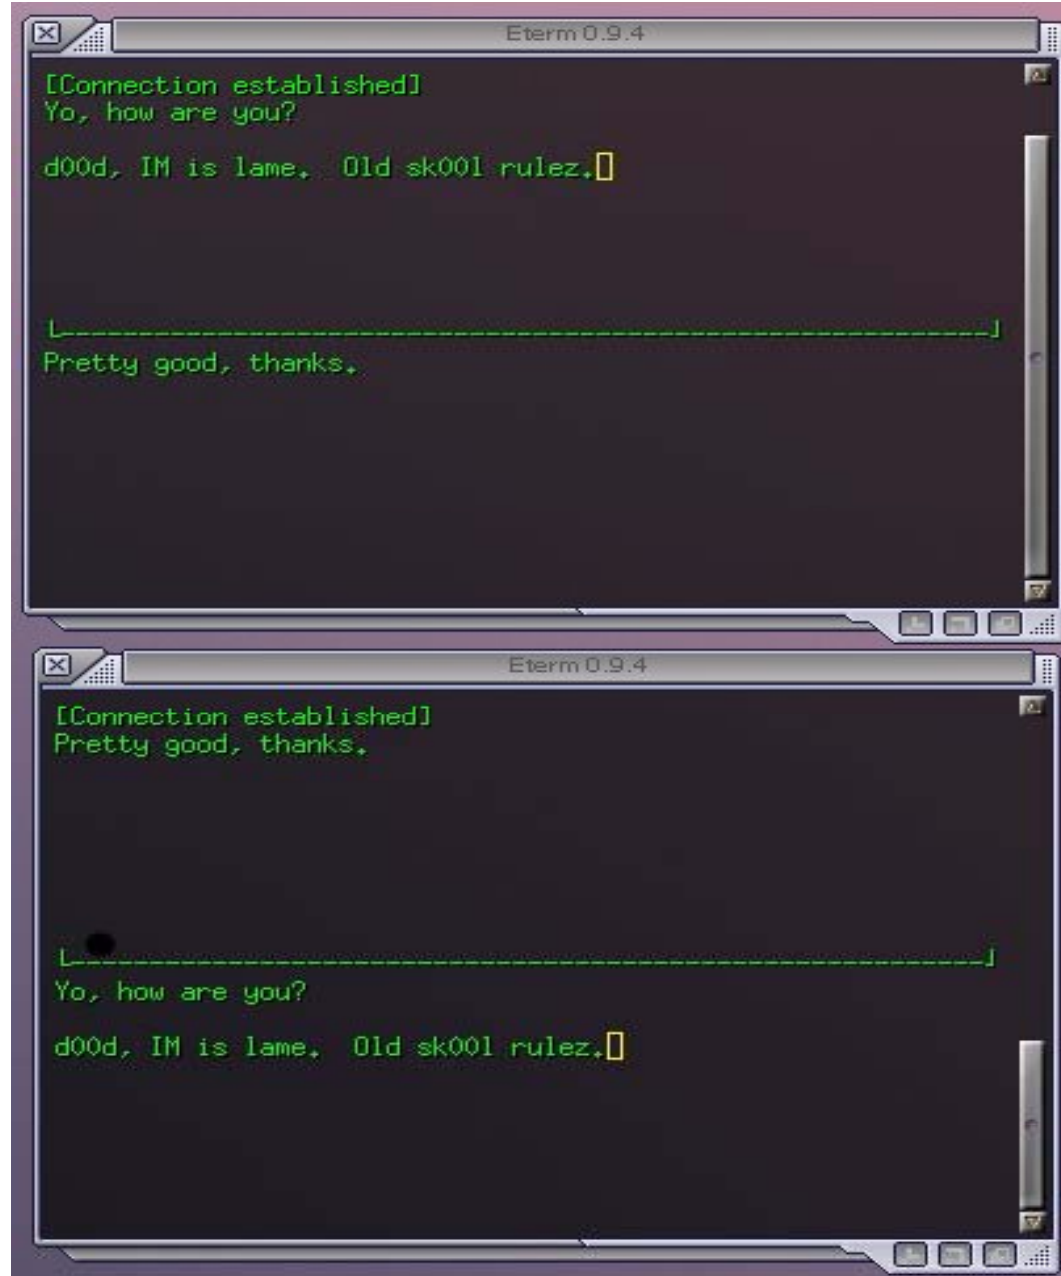 Eterm 0.9.4
[Connection established]
Yo, how are you?
d00d, IM is lame.  Old sk00l rulez.
Pretty good, thanks.
Eterm 0.9.4
[Connection established]
Pretty good, thanks.
Yo, how are you?
d00d, IM is lame.  Old sk00l rulez.